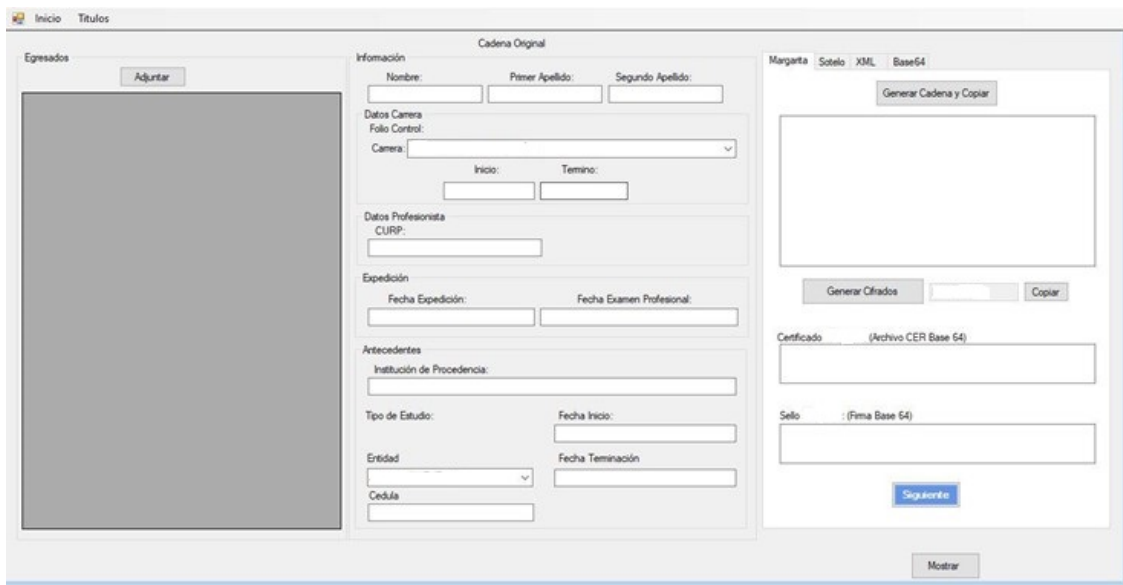 Inicio Titulos
Cadena Original
Egresados
Adjuntar
Información
Nombre: Primer Apellido: Segundo Apellido:
Datos Carrera
Folio Control:
Carrera:
Inicio: Termino:
Datos Profesionista
CURP:
Expedición
Fecha Expedición: Fecha Examen Profesional:
Antecedentes
Institución de Procedencia:
Tipo de Estudio: Fecha Inicio:
Entidad Fecha Terminación
Cedula
Margarita Sotelo XML Base64
Generar Cadena y Copiar
Generar Cifrados Copiar
Certificado (Archivo CER Base 64)
Sello : (Firma Base 64)
Siguiente
Mostrar